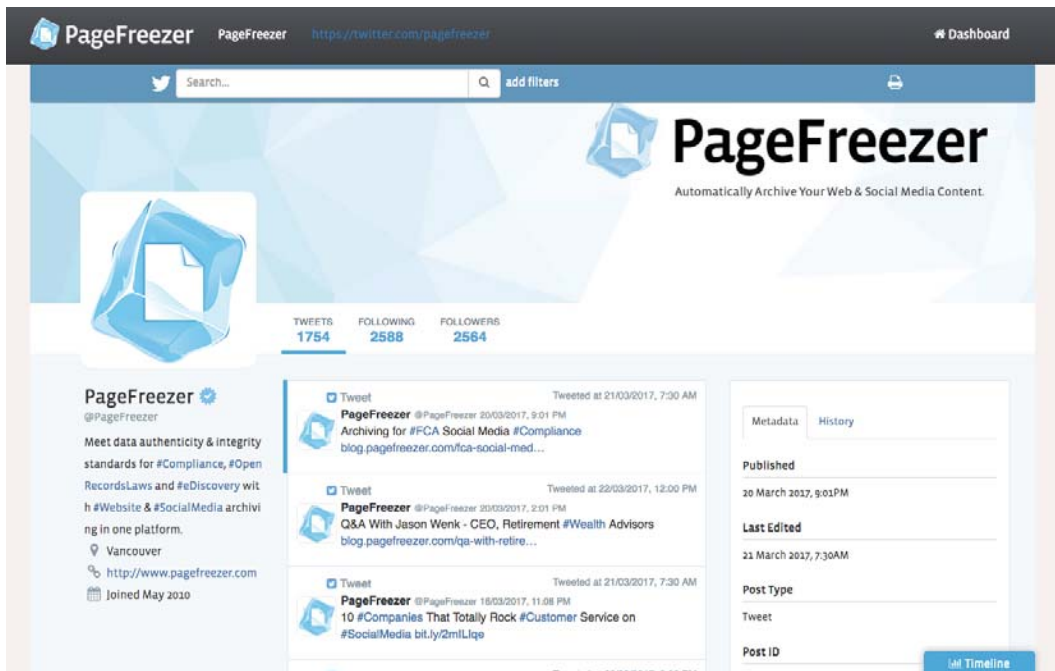 PageFreezer PageFreezer https://twitter.com/pagefreezer Dashboard
Search... add filters
PageFreezer
Automatically Archive Your Web & Social Media Content.
TWEETS FOLLOWING FOLLOWERS
1754 2588 2564
PageFreezer
@PageFreezer
Meet data authenticity & integrity
standards for #Compliance, #Open
RecordsLaws and #eDiscovery wit
h #Website & #SocialMedia archivi
ng in one platform.
Vancouver
http://www.pagefreezer.com
Joined May 2010
Tweet Tweeted at 21/03/2017, 7:30 AM
PageFreezer @PageFreezer 20/03/2017, 9:01 PM
Archiving for #FCA Social Media #Compliance
blog.pagefreezer.com/fca-social-med…
Tweet Tweeted at 22/03/2017, 12:00 PM
PageFreezer @PageFreezer 20/03/2017, 2:01 PM
Q&A With Jason Wenk - CEO, Retirement #Wealth Advisors
blog.pagefreezer.com/qa-with-retire…
Tweet Tweeted at 21/03/2017, 7:30 AM
PageFreezer @PageFreezer 16/03/2017, 11:08 PM
10 #Companies That Totally Rock #Customer Service on
#SocialMedia
Metadata History
Published
20 March 2017, 9:01PM
Last Edited
21 March 2017, 7:30AM
Post Type
Tweet
Post ID
Timeline